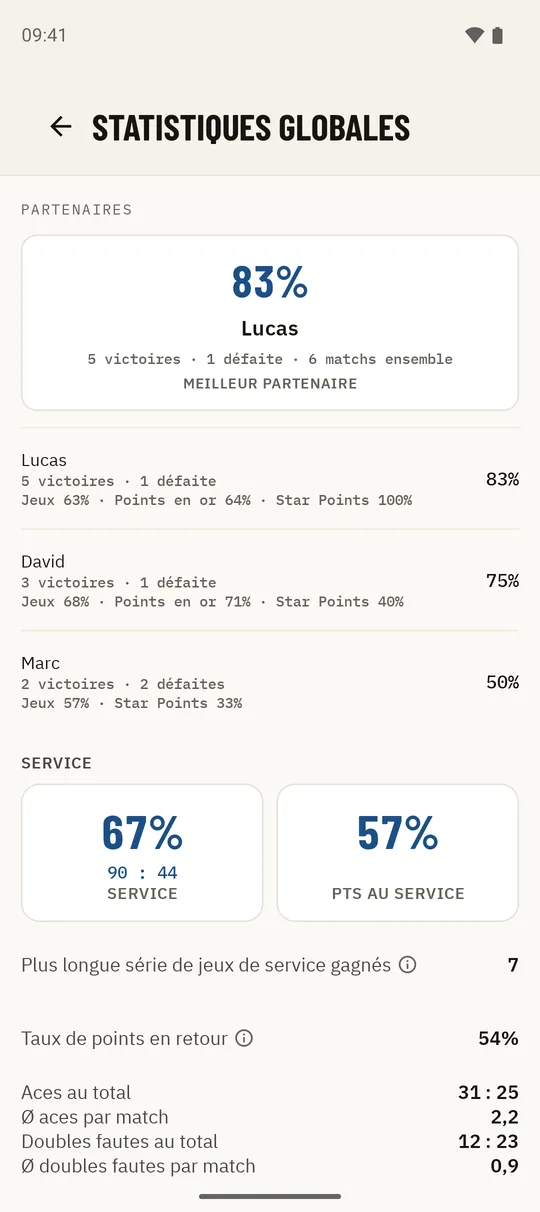 09:41
STATISTIQUES GLOBALES
PARTENAIRES
83%
Lucas
5 victoires · 1 défaite · 6 matchs ensemble
MEILLEUR PARTENAIRE
Lucas
5 victoires · 1 défaite
Jeux 63% · Points en or 64% · Star Points 100%
83%
David
3 victoires · 1 défaite
Jeux 68% · Points en or 71% · Star Points 40%
75%
Marc
2 victoires · 2 défaites
Jeux 57% · Star Points 33%
50%
SERVICE
67%
90 : 44
SERVICE
57%
PTS AU SERVICE
Plus longue série de jeux de service gagnés 7
Taux de points en retour 54%
Aces au total 31 : 25
Ø aces par match 2,2
Doubles fautes au total 12 : 23
Ø doubles fautes par match 0,9